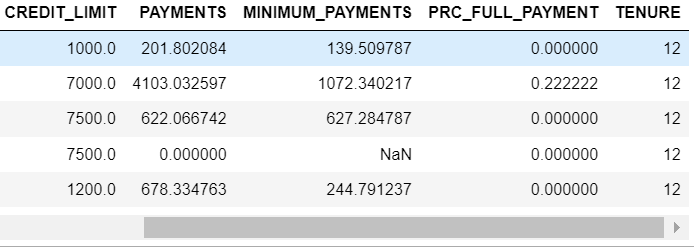 CREDIT_LIMIT PAYMENTS MINIMUM_PAYMENTS PRC_FULL_PAYMENT TENURE
1000.0 201.802084 139.509787 0.000000 12
7000.0 4103.032597 1072.340217 0.222222 12
7500.0 622.066742 627.284787 0.000000 12
7500.0 0.000000 NaN 0.000000 12
1200.0 678.334763 244.791237 0.000000 12